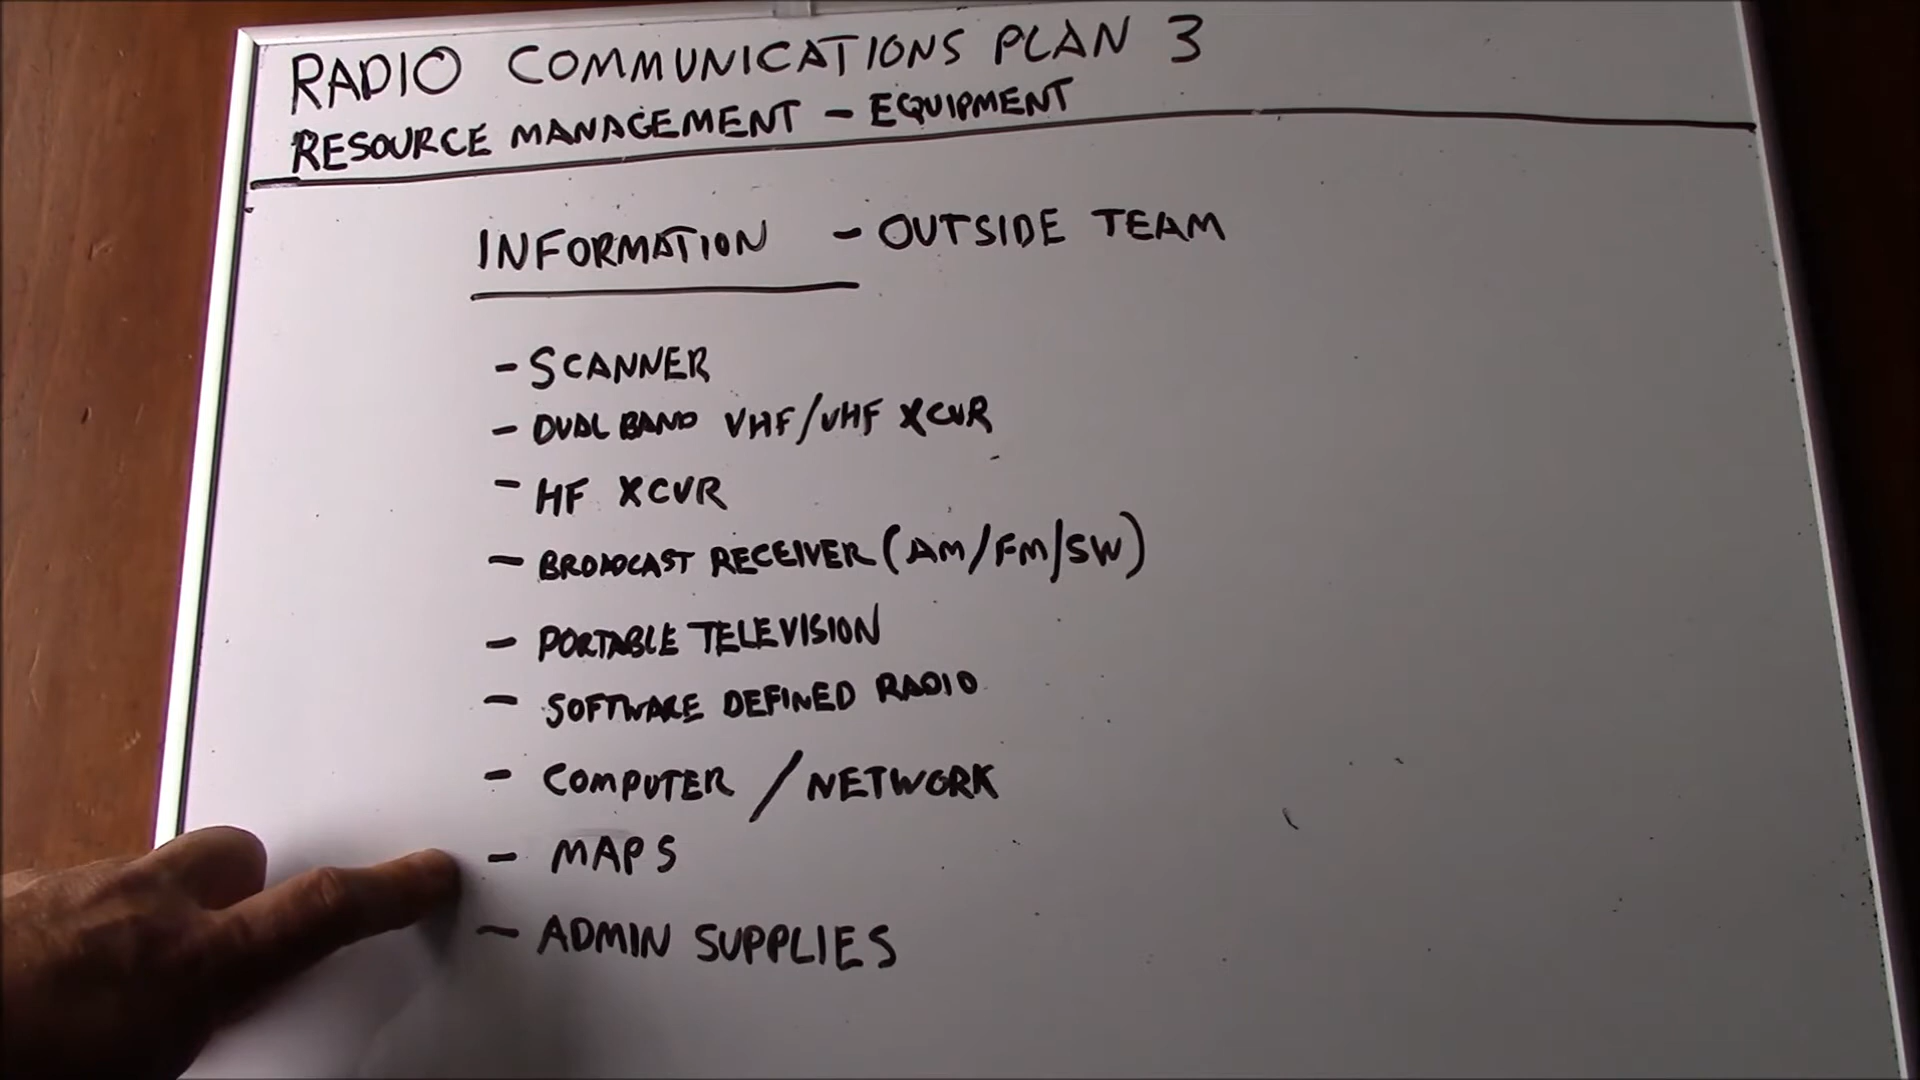 RADIO COMMUNICATIONS PLAN 3
RESOURCE MANAGEMENT - EQUIPMENT
INFORMATION - OUTSIDE TEAM
- SCANNER
- DUAL BAND VHF/UHF XCVR
- HF XCVR
- BROADCAST RECEIVER (AM/FM/SW)
- PORTABLE TELEVISION
- SOFTWARE DEFINED RADIO
- COMPUTER / NETWORK
- MAPS
- ADMIN SUPPLIES